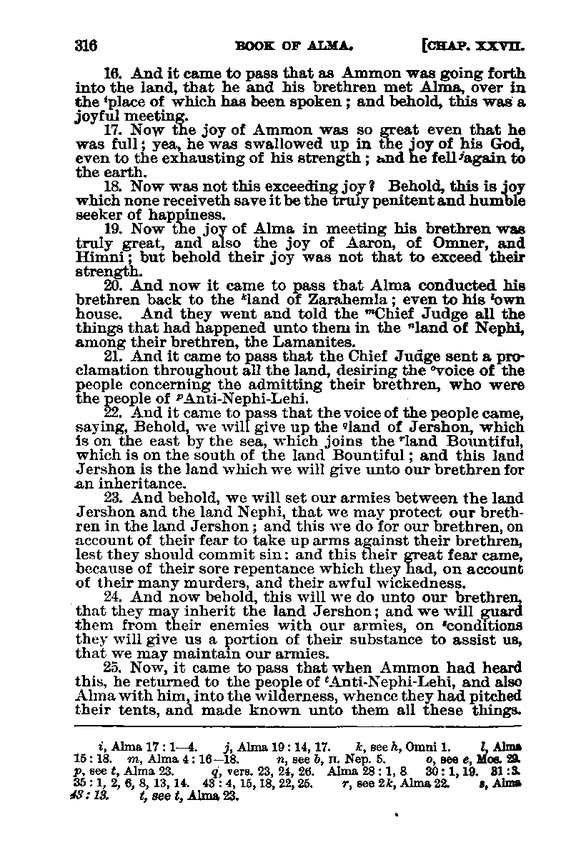 316 BOOK OF ALMA. [CHAP. XXVII.
16. And it came to pass that as Ammon was going forth
into the land, that he and his brethren met Alma, over in
the ⁱplace of which has been spoken; and behold, this was a
joyful meeting.
17. Now the joy of Ammon was so great even that he
was full; yea, he was swallowed up in the joy of his God,
even to the exhausting of his strength; and he fell ʲagain to
the earth.
18. Now was not this exceeding joy? Behold, this is joy
which none receiveth save it be the truly penitent and humble
seeker of happiness.
19. Now the joy of Alma in meeting his brethren was
truly great, and also the joy of Aaron, of Omner, and
Himni; but behold their joy was not that to exceed their
strength.
20. And now it came to pass that Alma conducted his
brethren back to the ᵏland of Zarahemla; even to his ˡown
house. And they went and told the ᵐChief Judge all the
things that had happened unto them in the ⁿland of Nephi,
among their brethren, the Lamanites.
21. And it came to pass that the Chief Judge sent a pro-
clamation throughout all the land, desiring the ᵒvoice of the
people concerning the admitting their brethren, who were
the people of ᵖAnti-Nephi-Lehi.
22. And it came to pass that the voice of the people came,
saying, Behold, we will give up the ᑫland of Jershon, which
is on the east by the sea, which joins the ʳland Bountiful,
which is on the south of the land Bountiful; and this land
Jershon is the land which we will give unto our brethren for
an inheritance.
23. And behold, we will set our armies between the land
Jershon and the land Nephi, that we may protect our breth-
ren in the land Jershon; and this we do for our brethren, on
account of their fear to take up arms against their brethren,
lest they should commit sin: and this their great fear came,
because of their sore repentance which they had, on account
of their many murders, and their awful wickedness.
24. And now behold, this will we do unto our brethren,
that they may inherit the land Jershon; and we will guard
them from their enemies with our armies, on ˢconditions
they will give us a portion of their substance to assist us,
that we may maintain our armies.
25. Now, it came to pass that when Ammon had heard
this, he returned to the people of ᵗAnti-Nephi-Lehi, and also
Alma with him, into the wilderness, whence they had pitched
their tents, and made known unto them all these things.
i, Alma 17:1—4. j, Alma 19:14, 17. k, see h, Omni 1. l, Alma
15:18. m, Alma 4:16—18. n, see b, II. Nep. 5. o, see e, Mos. 29.
p, see t, Alma 23. q, vers. 23, 24, 26. Alma 28:1, 8 30:1, 19. 31:3.
35:1, 2, 6, 8, 13, 14. 43:4, 15, 18, 22, 25. r, see 2k, Alma 22. s, Alma
43:13. t, see t, Alma 23.